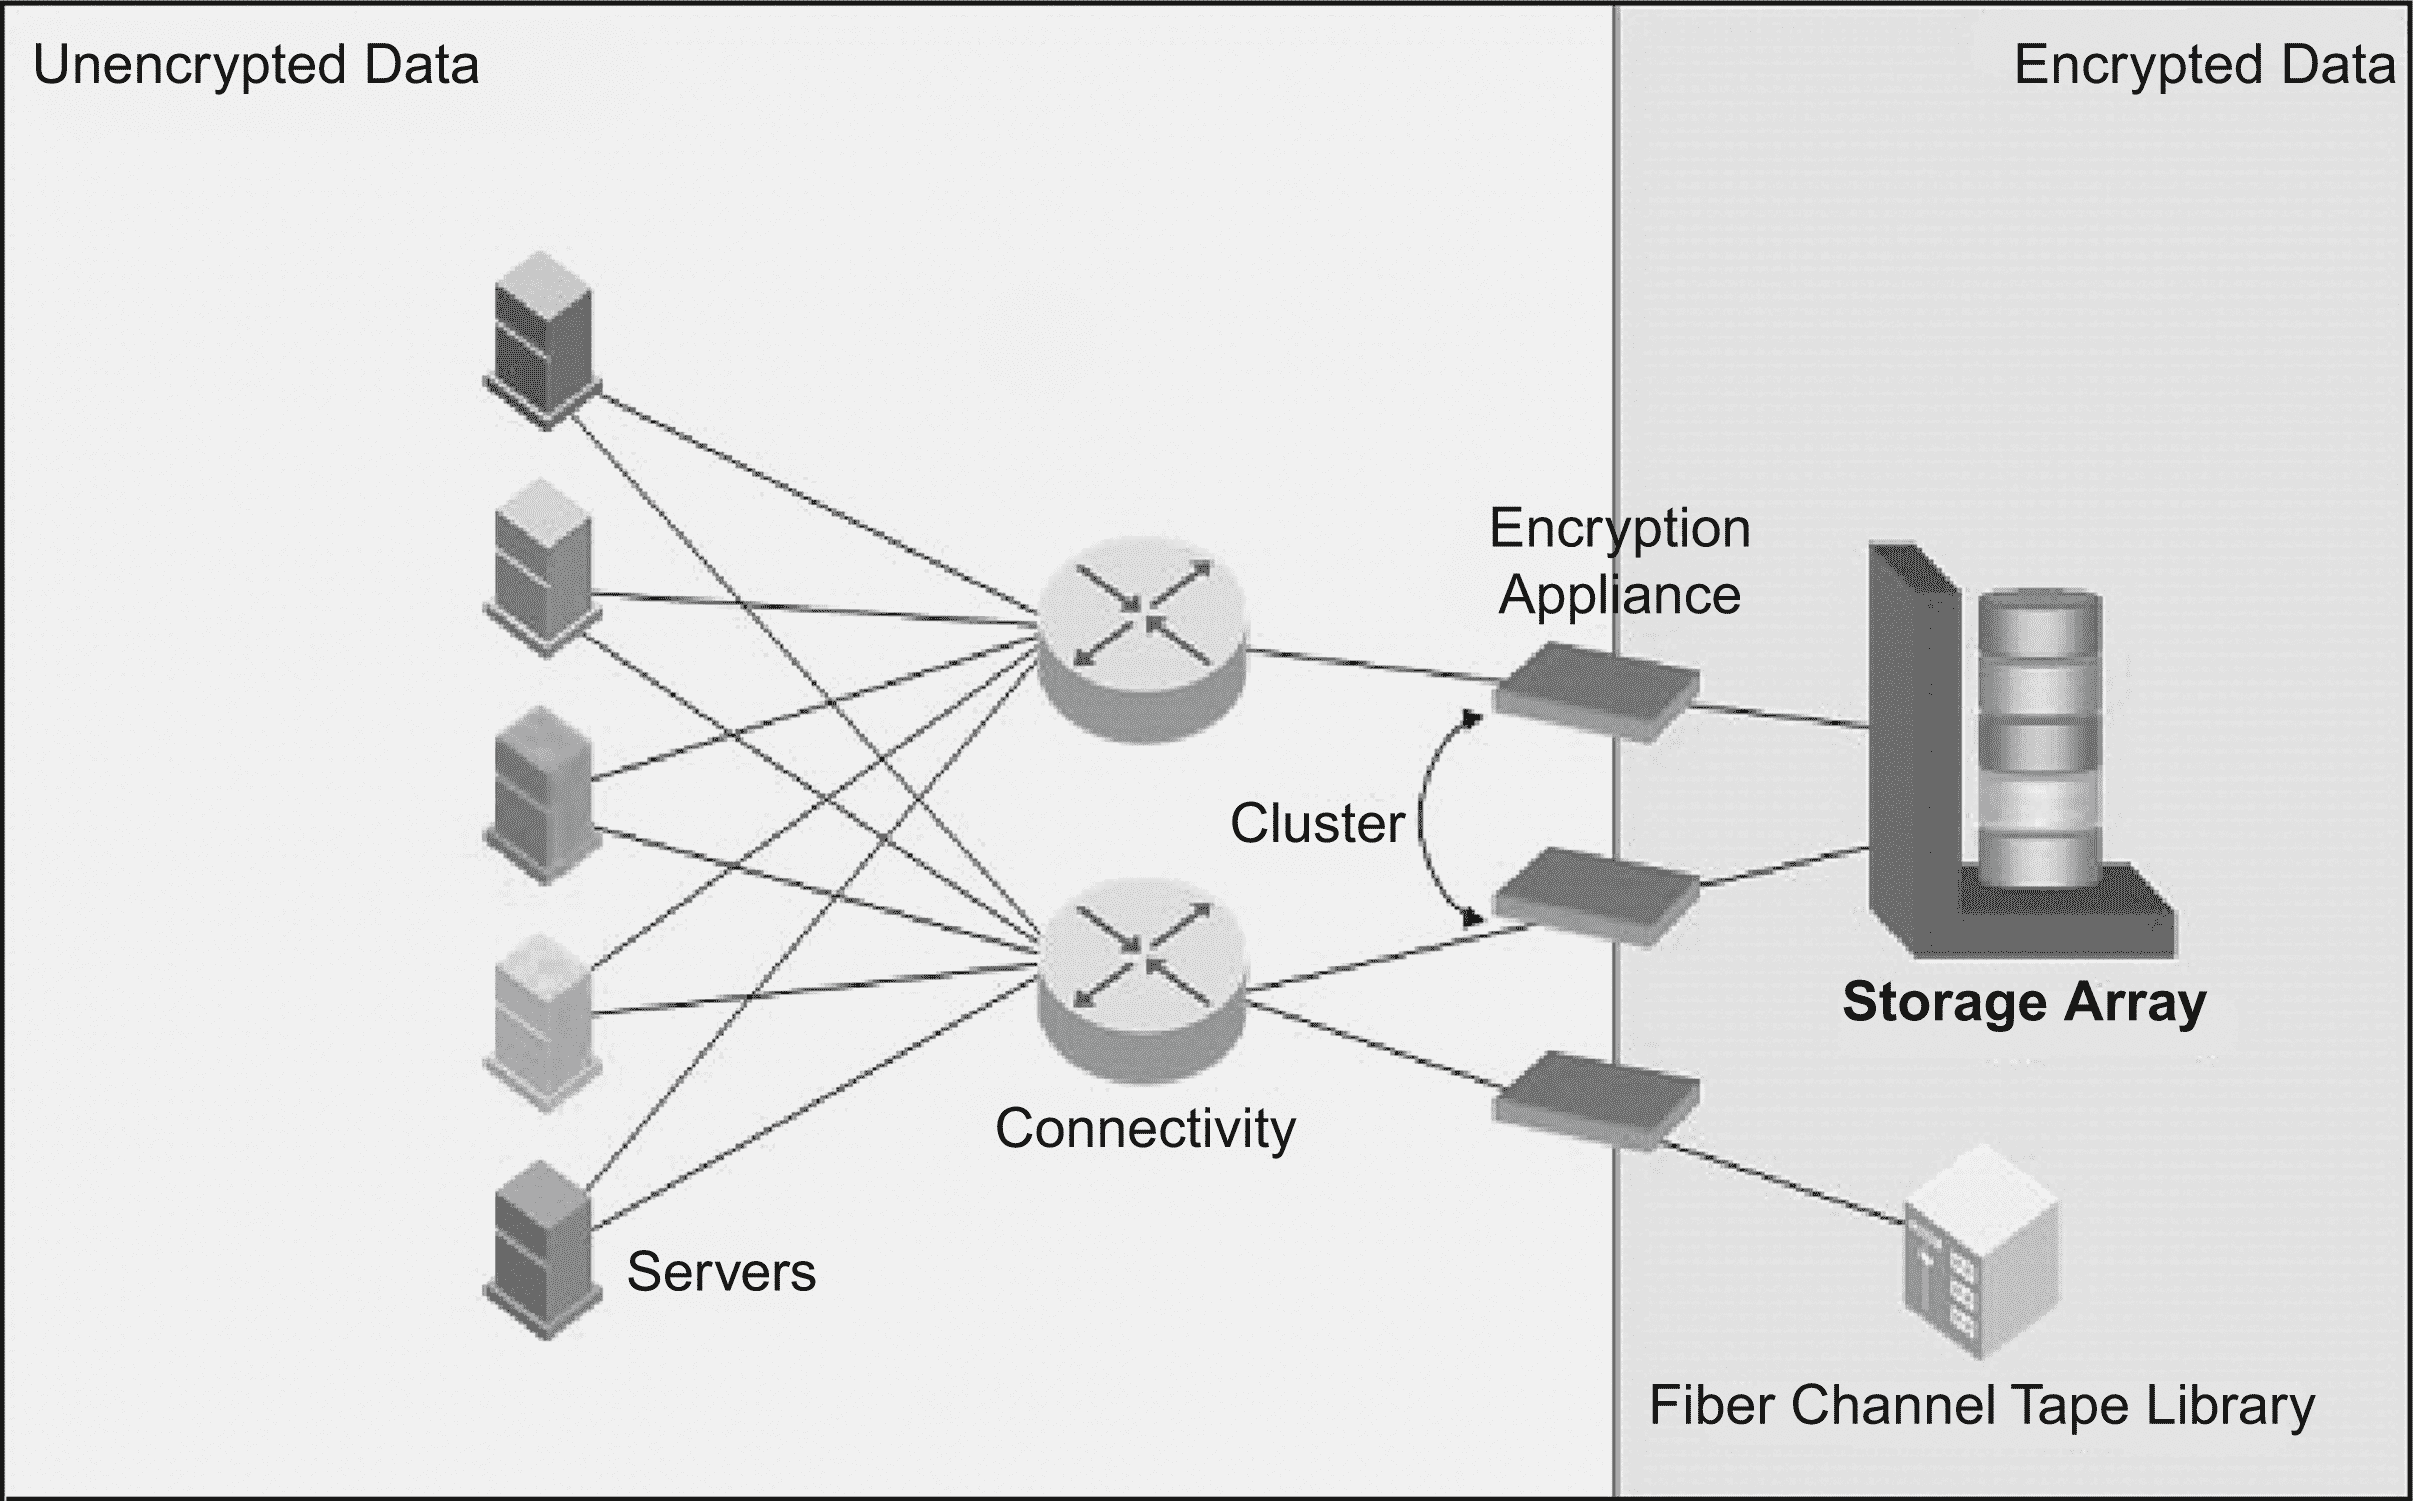 Unencrypted Data
Encrypted Data
Encryption
Appliance
Cluster
Storage Array
Connectivity
Servers
Fiber Channel Tape Library